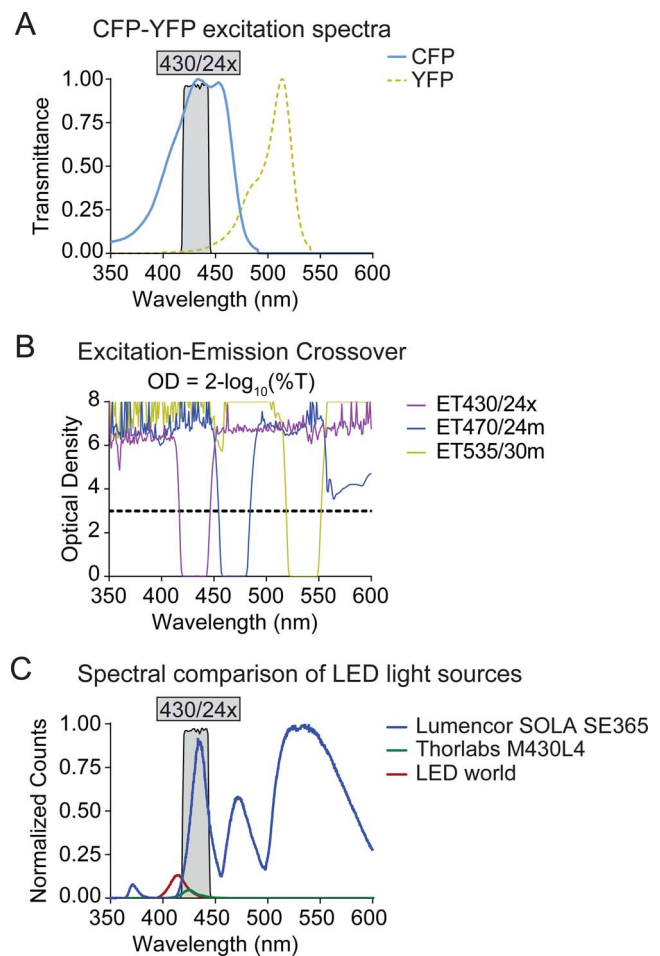 A
CFP-YFP excitation spectra
430/24x
CFP
YFP
Transmittance
1.00
0.75
0.50
0.25
0.00
350 400 450 500 550 600
Wavelength (nm)
B
Excitation-Emission Crossover
OD = 2-log10(%T)
ET430/24x
ET470/24m
ET535/30m
Optical Density
8
6
4
2
0
350 400 450 500 550 600
Wavelength (nm)
C
Spectral comparison of LED light sources
430/24x
Lumencor SOLA SE365
Thorlabs M430L4
LED world
Normalized Counts
1.00
0.75
0.50
0.25
0.00
350 400 450 500 550 600
Wavelength (nm)